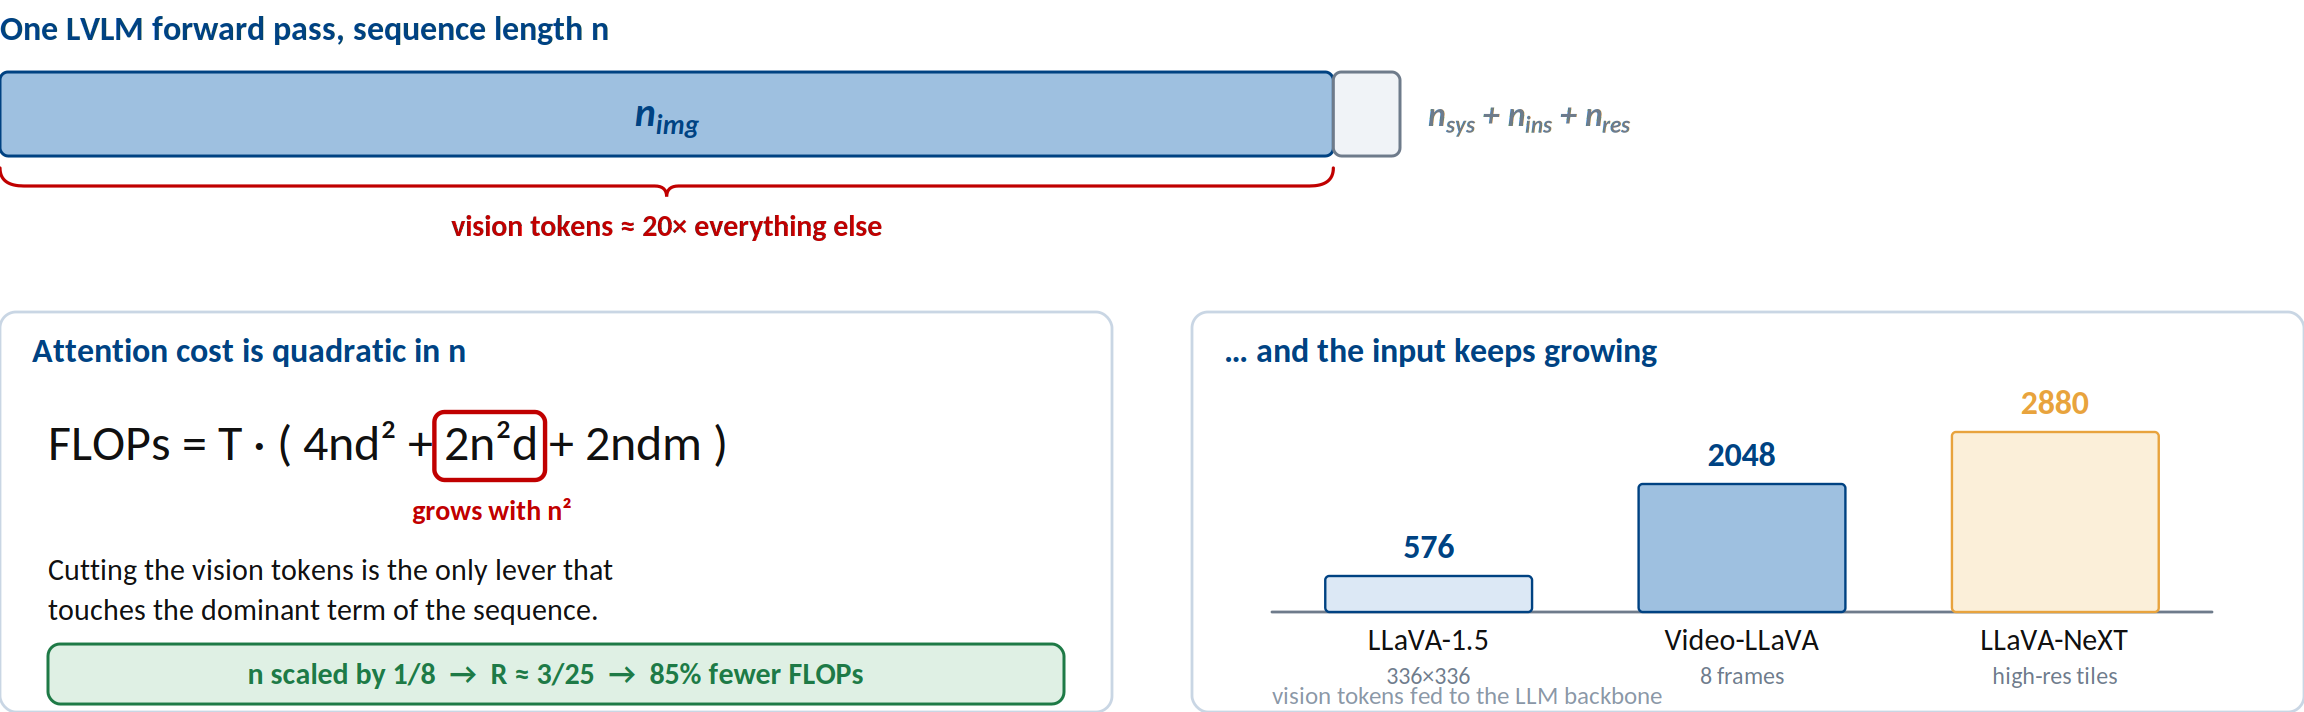 One LVLM forward pass, sequence length n
n_img
n_sys + n_ins + n_res
vision tokens ≈ 20× everything else
Attention cost is quadratic in n
FLOPs = T · ( 4nd² + 2n²d + 2ndm )
grows with n²
Cutting the vision tokens is the only lever that
touches the dominant term of the sequence.
n scaled by 1/8 → R ≈ 3/25 → 85% fewer FLOPs
... and the input keeps growing
576
2048
2880
LLaVA-1.5
Video-LLaVA
LLaVA-NeXT
336×336
8 frames
high-res tiles
vision tokens fed to the LLM backbone